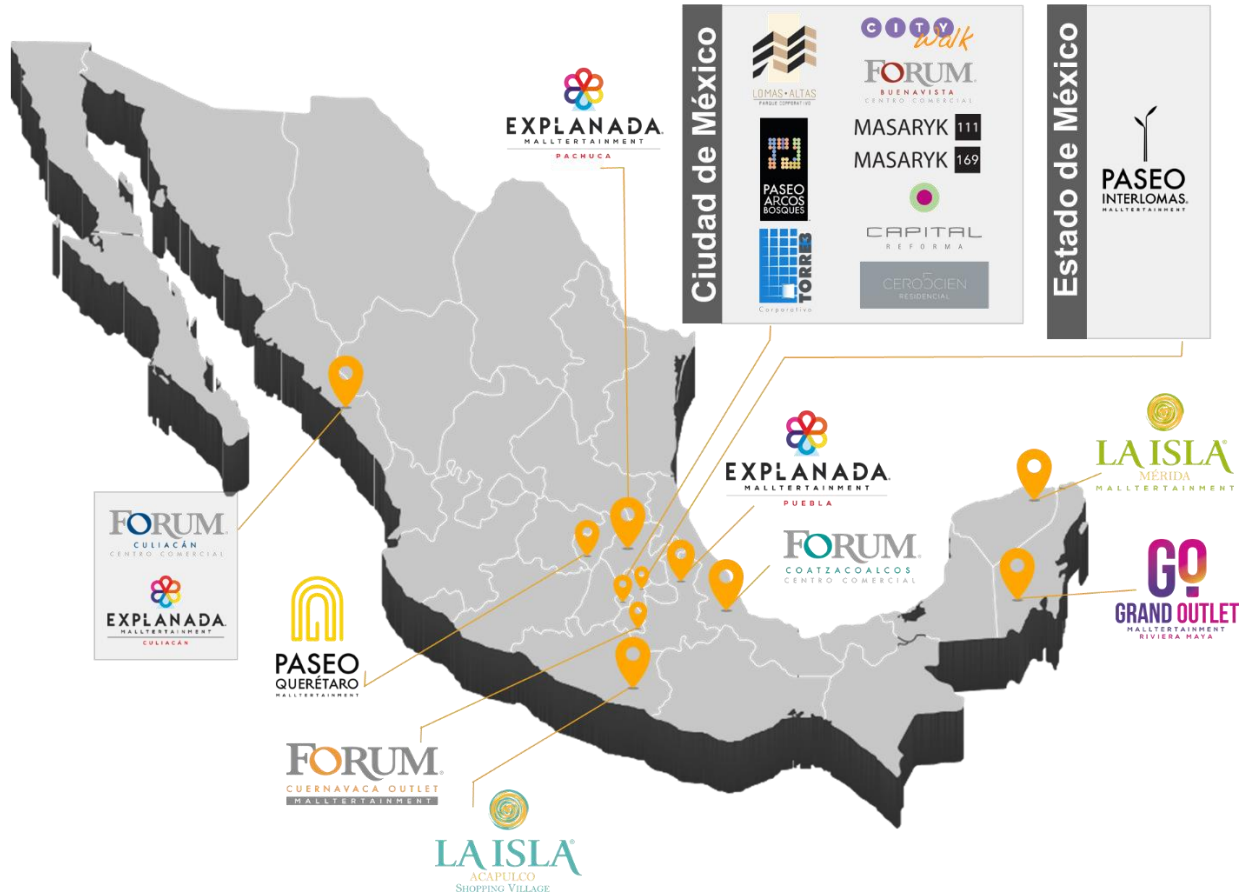 Ciudad de México
LOMAS•ALTAS
PARQUE CORPORATIVO
CITY
Walk
FORUM
BUENAVISTA
CENTRO COMERCIAL
PASEO
ARCOS
BOSQUES
MASARYK 111
MASARYK 169
TORRE
Corporativo
CAPITAL
REFORMA
CERO5CIEN
RESIDENCIAL
Estado de México
PASEO
INTERLOMAS®
MALLTERTAINMENT
EXPLANADA
MALLTERTAINMENT
PACHUCA
EXPLANADA
MALLTERTAINMENT
PUEBLA
LA ISLA®
MÉRIDA
MALLTERTAINMENT
FORUM®
CULIACÁN
CENTRO COMERCIAL
EXPLANADA
MALLTERTAINMENT
CULIACÁN
FORUM®
COATZACOALCOS
CENTRO COMERCIAL
GO
GRAND OUTLET
MALLTERTAINMENT
RIVIERA MAYA
PASEO
QUERÉTARO
MALLTERTAINMENT
FORUM®
CUERNAVACA OUTLET
MALLTERTAINMENT
LA ISLA®
ACAPULCO
SHOPPING VILLAGE